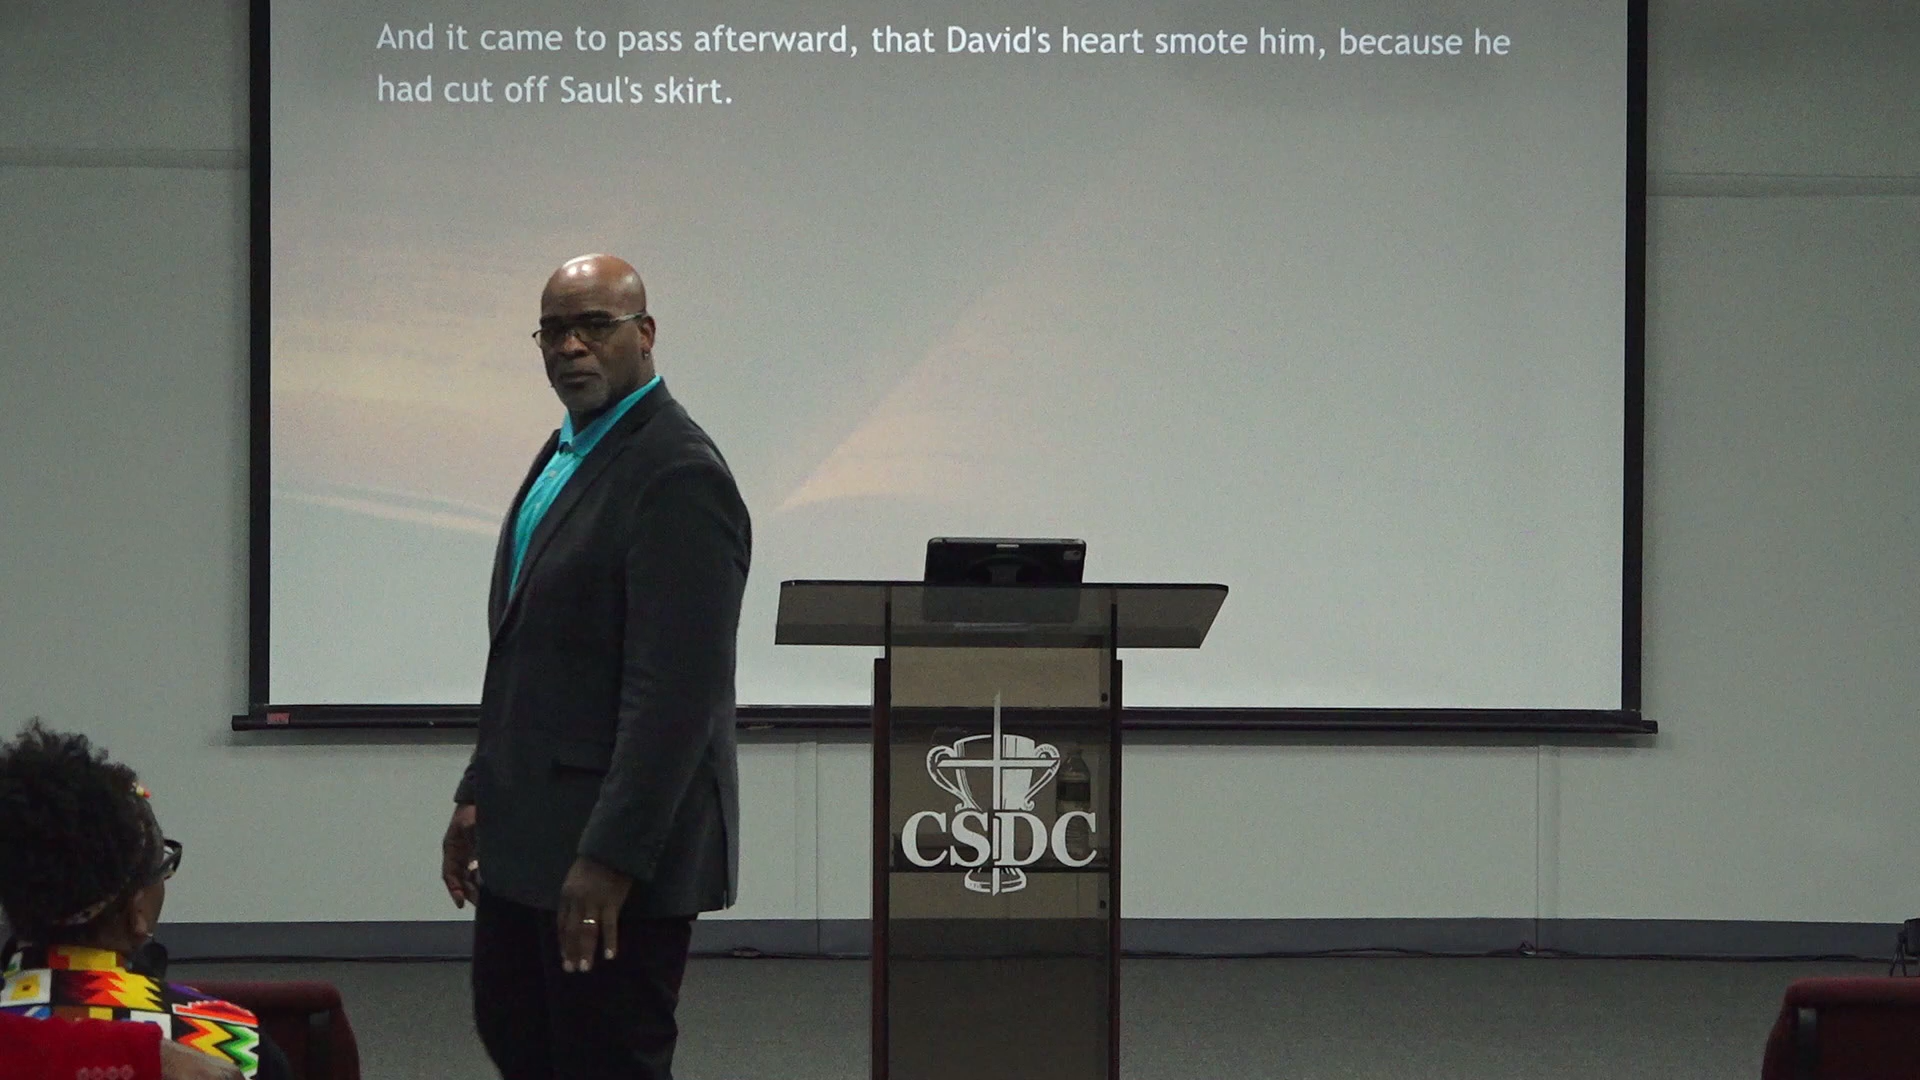 And it came to pass afterward, that David's heart smote him, because he
had cut off Saul's skirt.
CSDC